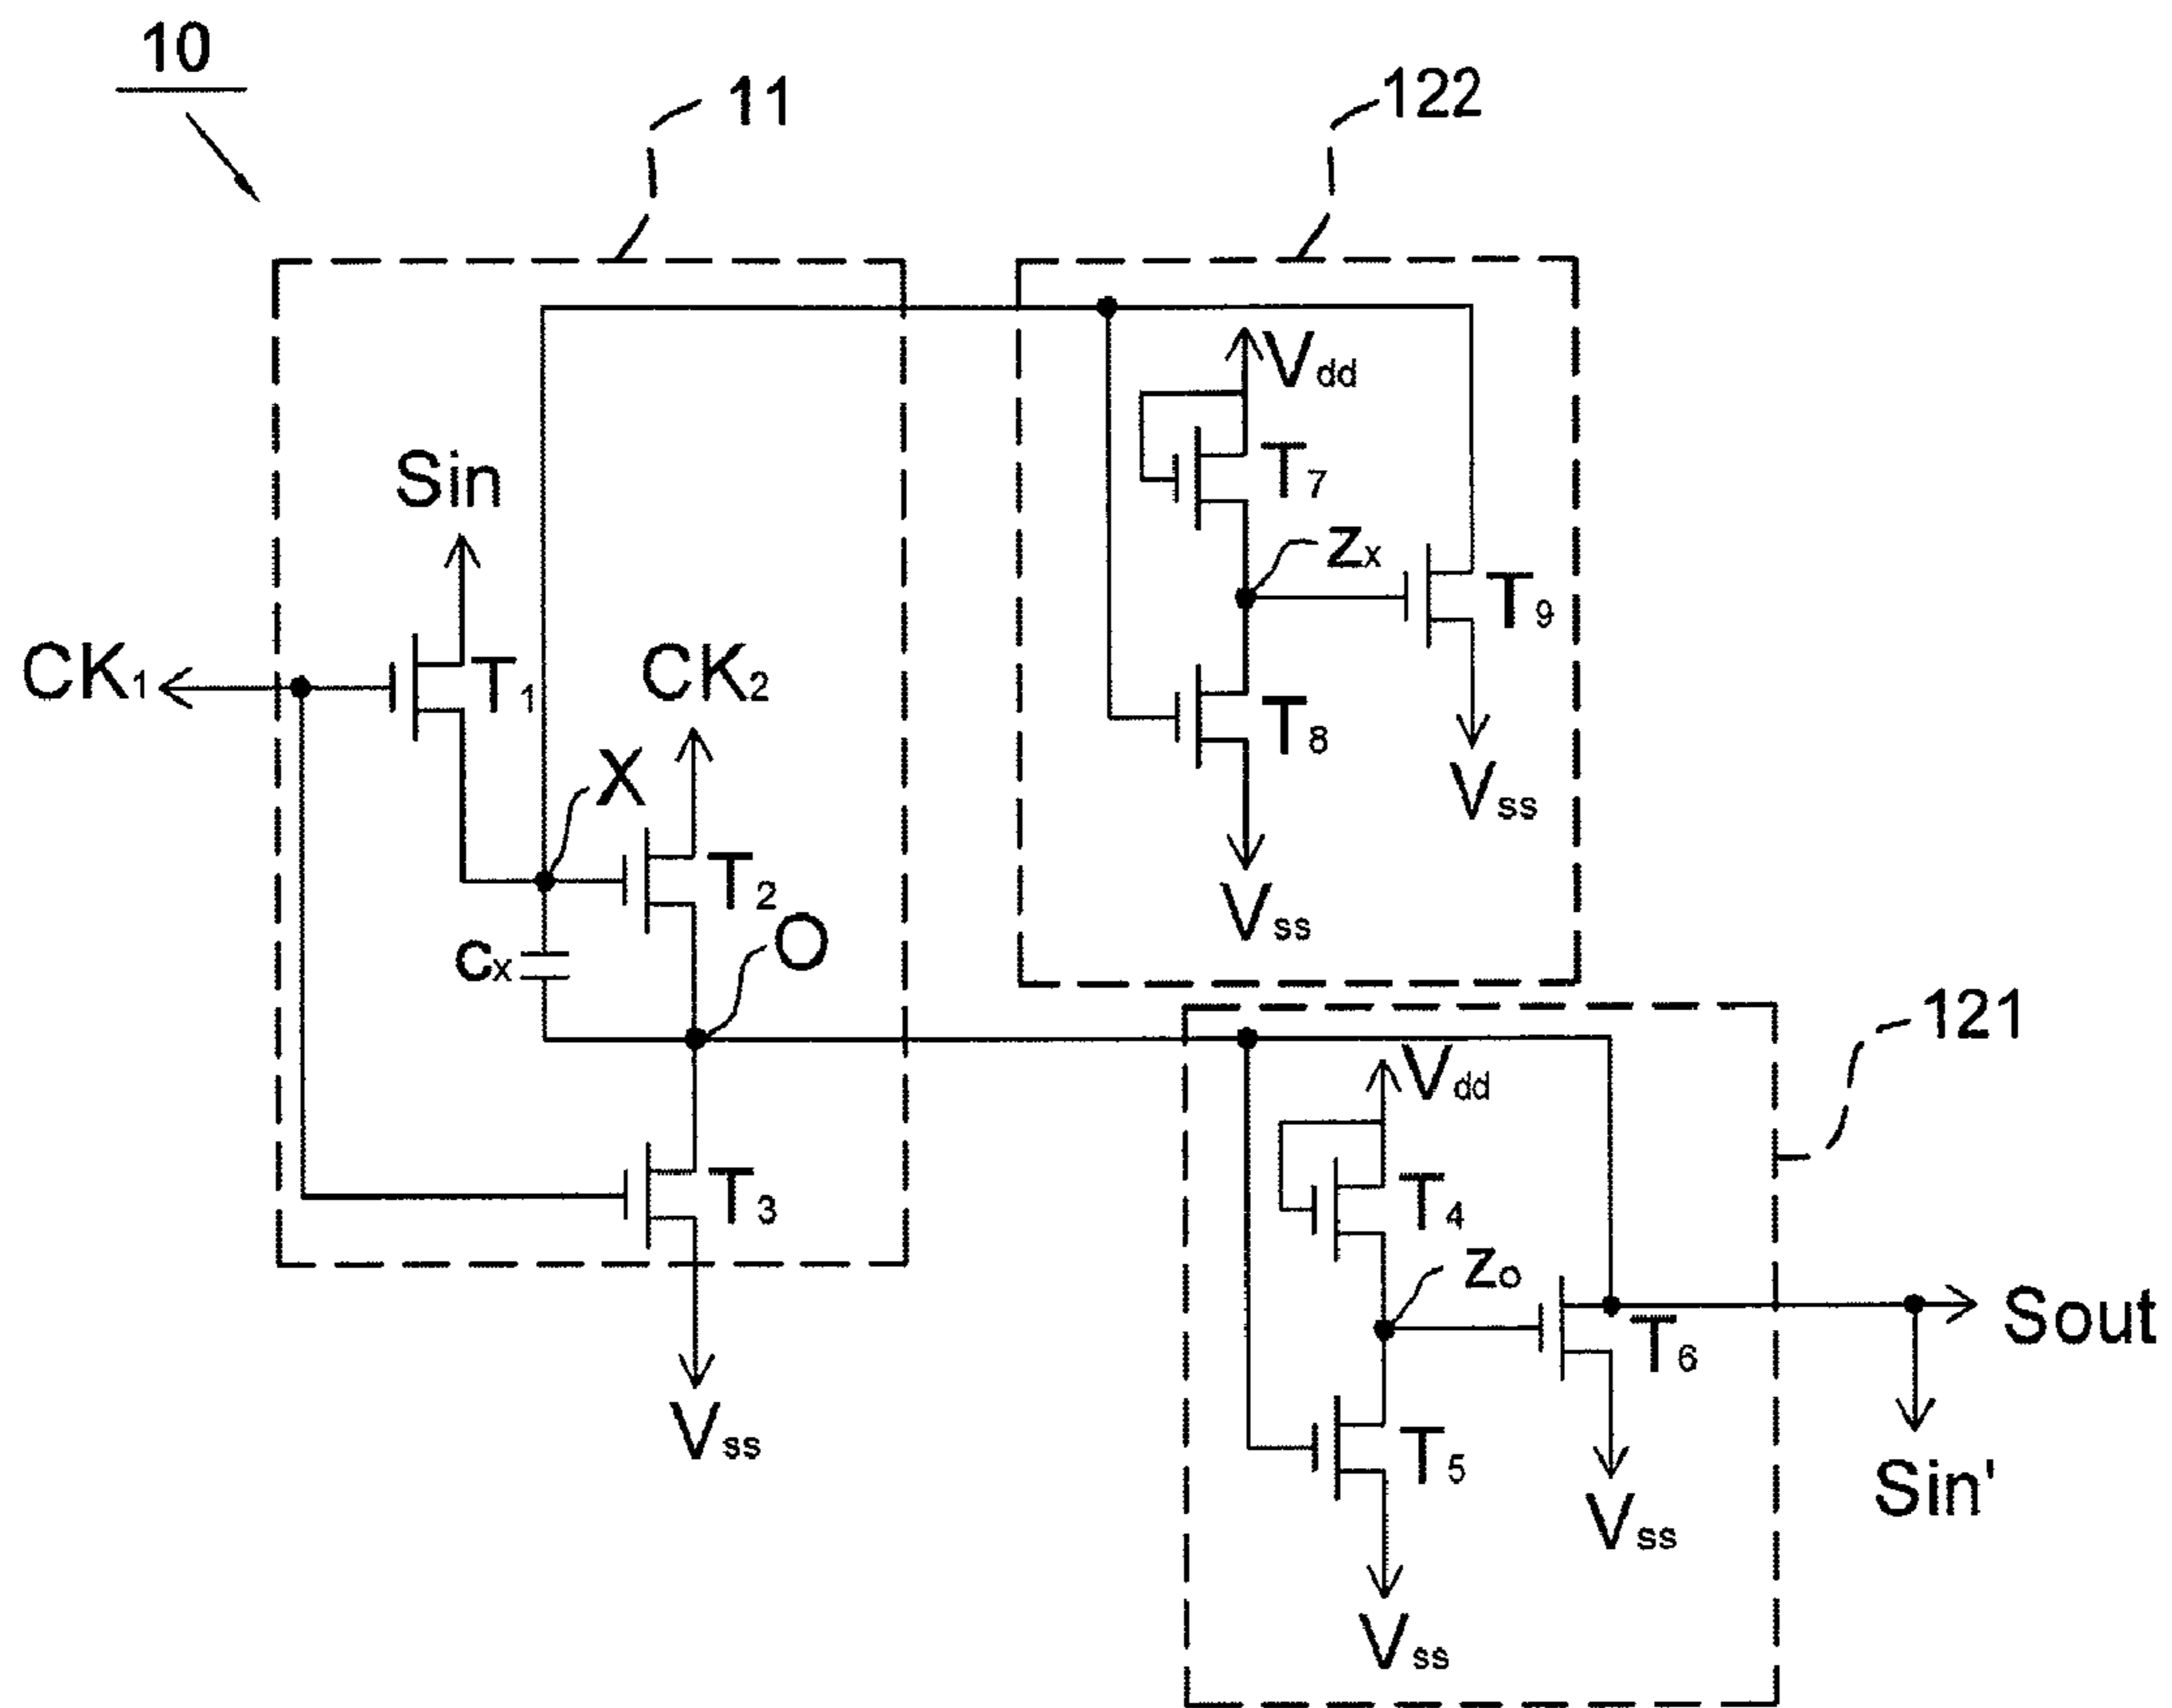 10
11
122
Vdd
T7
Sin
Zx
T9
CK1
T1
CK2
T8
X
Vss
T2
Vss
O
Cx
121
Vdd
T3
T4
Zo
Sout
T6
Vss
T5
Sin'
Vss
Vss